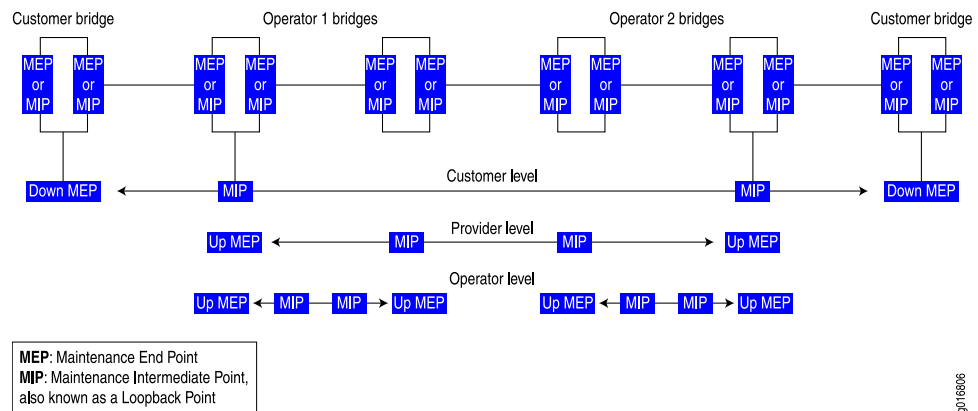 Customer bridge Operator 1 bridges Operator 2 bridges Customer bridge
MEP MEP MEP MEP MEP MEP MEP MEP MEP MEP MEP MEP
or or or or or or or or or or or or
MIP MIP MIP MIP MIP MIP MIP MIP MIP MIP MIP MIP
Customer level
Down MEP MIP MIP Down MEP
Provider level
Up MEP MIP MIP Up MEP
Operator level
Up MEP MIP MIP Up MEP Up MEP MIP MIP Up MEP
MEP: Maintenance End Point
MIP: Maintenance Intermediate Point,
also known as a Loopback Point
g016806